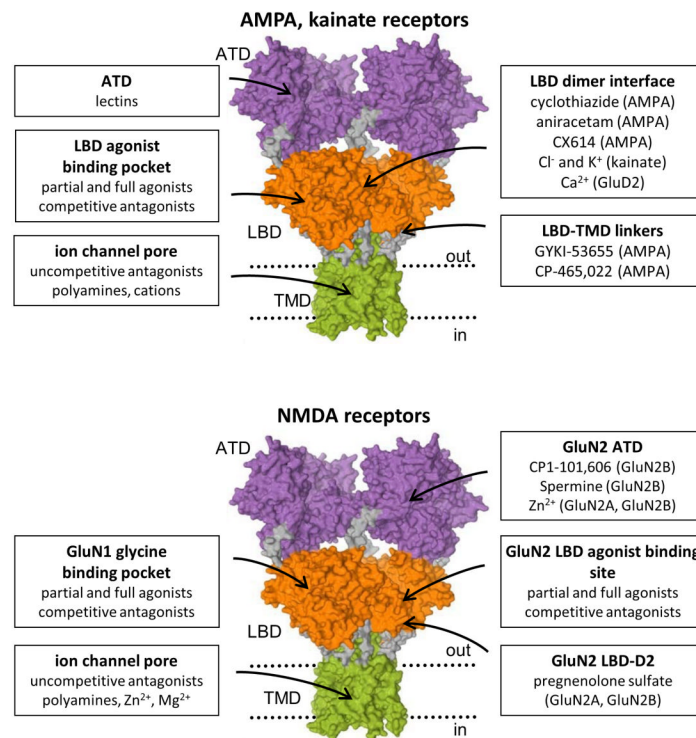 AMPA, kainate receptors
ATD
ATD
lectins
LBD agonist
binding pocket
partial and full agonists
competitive antagonists
ion channel pore
uncompetitive antagonists
polyamines, cations
LBD
TMD
out
in
LBD dimer interface
cyclothiazide (AMPA)
aniracetam (AMPA)
CX614 (AMPA)
Cl⁻ and K⁺ (kainate)
Ca²⁺ (GluD2)
LBD-TMD linkers
GYKI-53655 (AMPA)
CP-465,022 (AMPA)
NMDA receptors
ATD
GluN1 glycine
binding pocket
partial and full agonists
competitive antagonists
ion channel pore
uncompetitive antagonists
polyamines, Zn²⁺, Mg²⁺
LBD
TMD
out
in
GluN2 ATD
CP1-101,606 (GluN2B)
Spermine (GluN2B)
Zn²⁺ (GluN2A, GluN2B)
GluN2 LBD agonist binding
site
partial and full agonists
competitive antagonists
GluN2 LBD-D2
pregnenolone sulfate
(GluN2A, GluN2B)